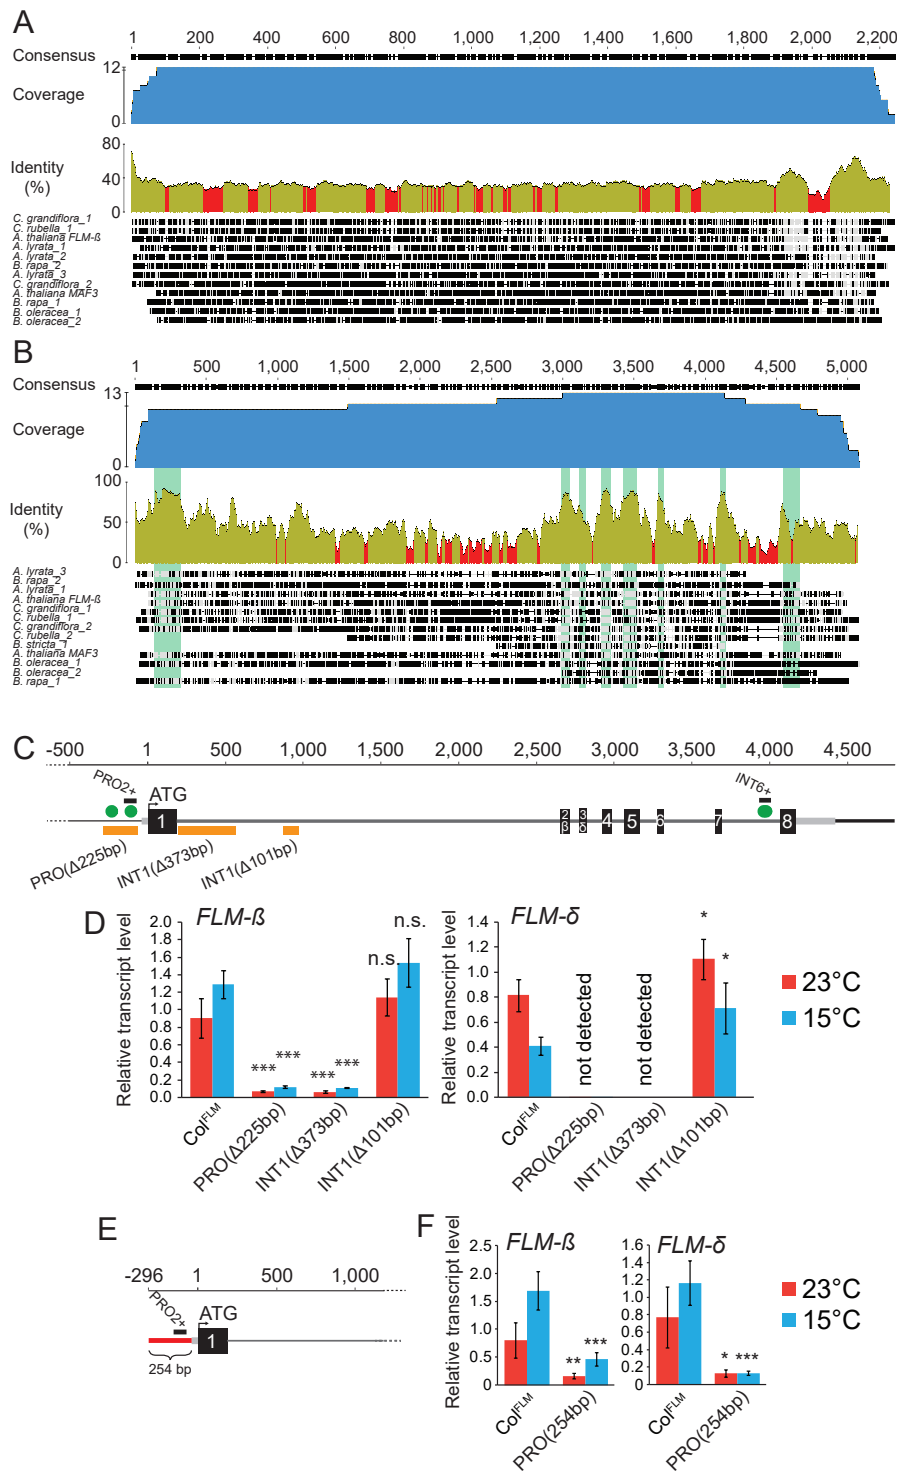 A
1 200 400 600 800 1,000 1,200 1,400 1,600 1,800 2,000 2,200
Consensus
12
Coverage
0
80
Identity
(%)
40
0
C. grandiflora_1
C. rubella_1
A. thaliana FLM-ß
A. lyrata_1
A. lyrata_2
B. rapa_2
A. lyrata_3
C. grandiflora_2
A. thaliana MAF3
B. rapa_1
B. oleracea_1
B. oleracea_2
B
1 500 1,000 1,500 2,000 2,500 3,000 3,500 4,000 4,500 5,000
Consensus
13
Coverage
0
100
Identity
(%)
50
0
A. lyrata_3
B. rapa_2
A. lyrata_1
A. thaliana FLM-ß
C. grandiflora_1
C. rubella_1
C. grandiflora_2
C. rubella_2
B. stricta_1
A. thaliana MAF3
B. oleracea_1
B. oleracea_2
B. rapa_1
C
-500 1 500 1,000 1,500 2,000 2,500 3,000 3,500 4,000 4,500
PRO2+
ATG
INT6+
1 2β 3δ 4 5 6 7 8
PRO(Δ225bp)
INT1(Δ373bp)
INT1(Δ101bp)
D
FLM-ß
Relative transcript level
2.0
1.8
1.6
1.4
1.2
1.0
0.8
0.6
0.4
0.2
0.0
*** *** *** *** n.s. n.s.
Col FLM
PRO(Δ225bp)
INT1(Δ373bp)
INT1(Δ101bp)
FLM-δ
Relative transcript level
1.4
1.2
1.0
0.8
0.6
0.4
0.2
0.0
not detected
not detected
* *
Col FLM
PRO(Δ225bp)
INT1(Δ373bp)
INT1(Δ101bp)
23°C
15°C
E
-296 1 500 1,000
PRO2+
ATG
1
254 bp
F
FLM-ß
Relative transcript level
2.5
2.0
1.5
1.0
0.5
0
** ***
Col FLM
PRO(254bp)
FLM-δ
1.6
1.4
1.2
1.0
0.8
0.6
0.4
0.2
0
* ***
Col FLM
PRO(254bp)
23°C
15°C